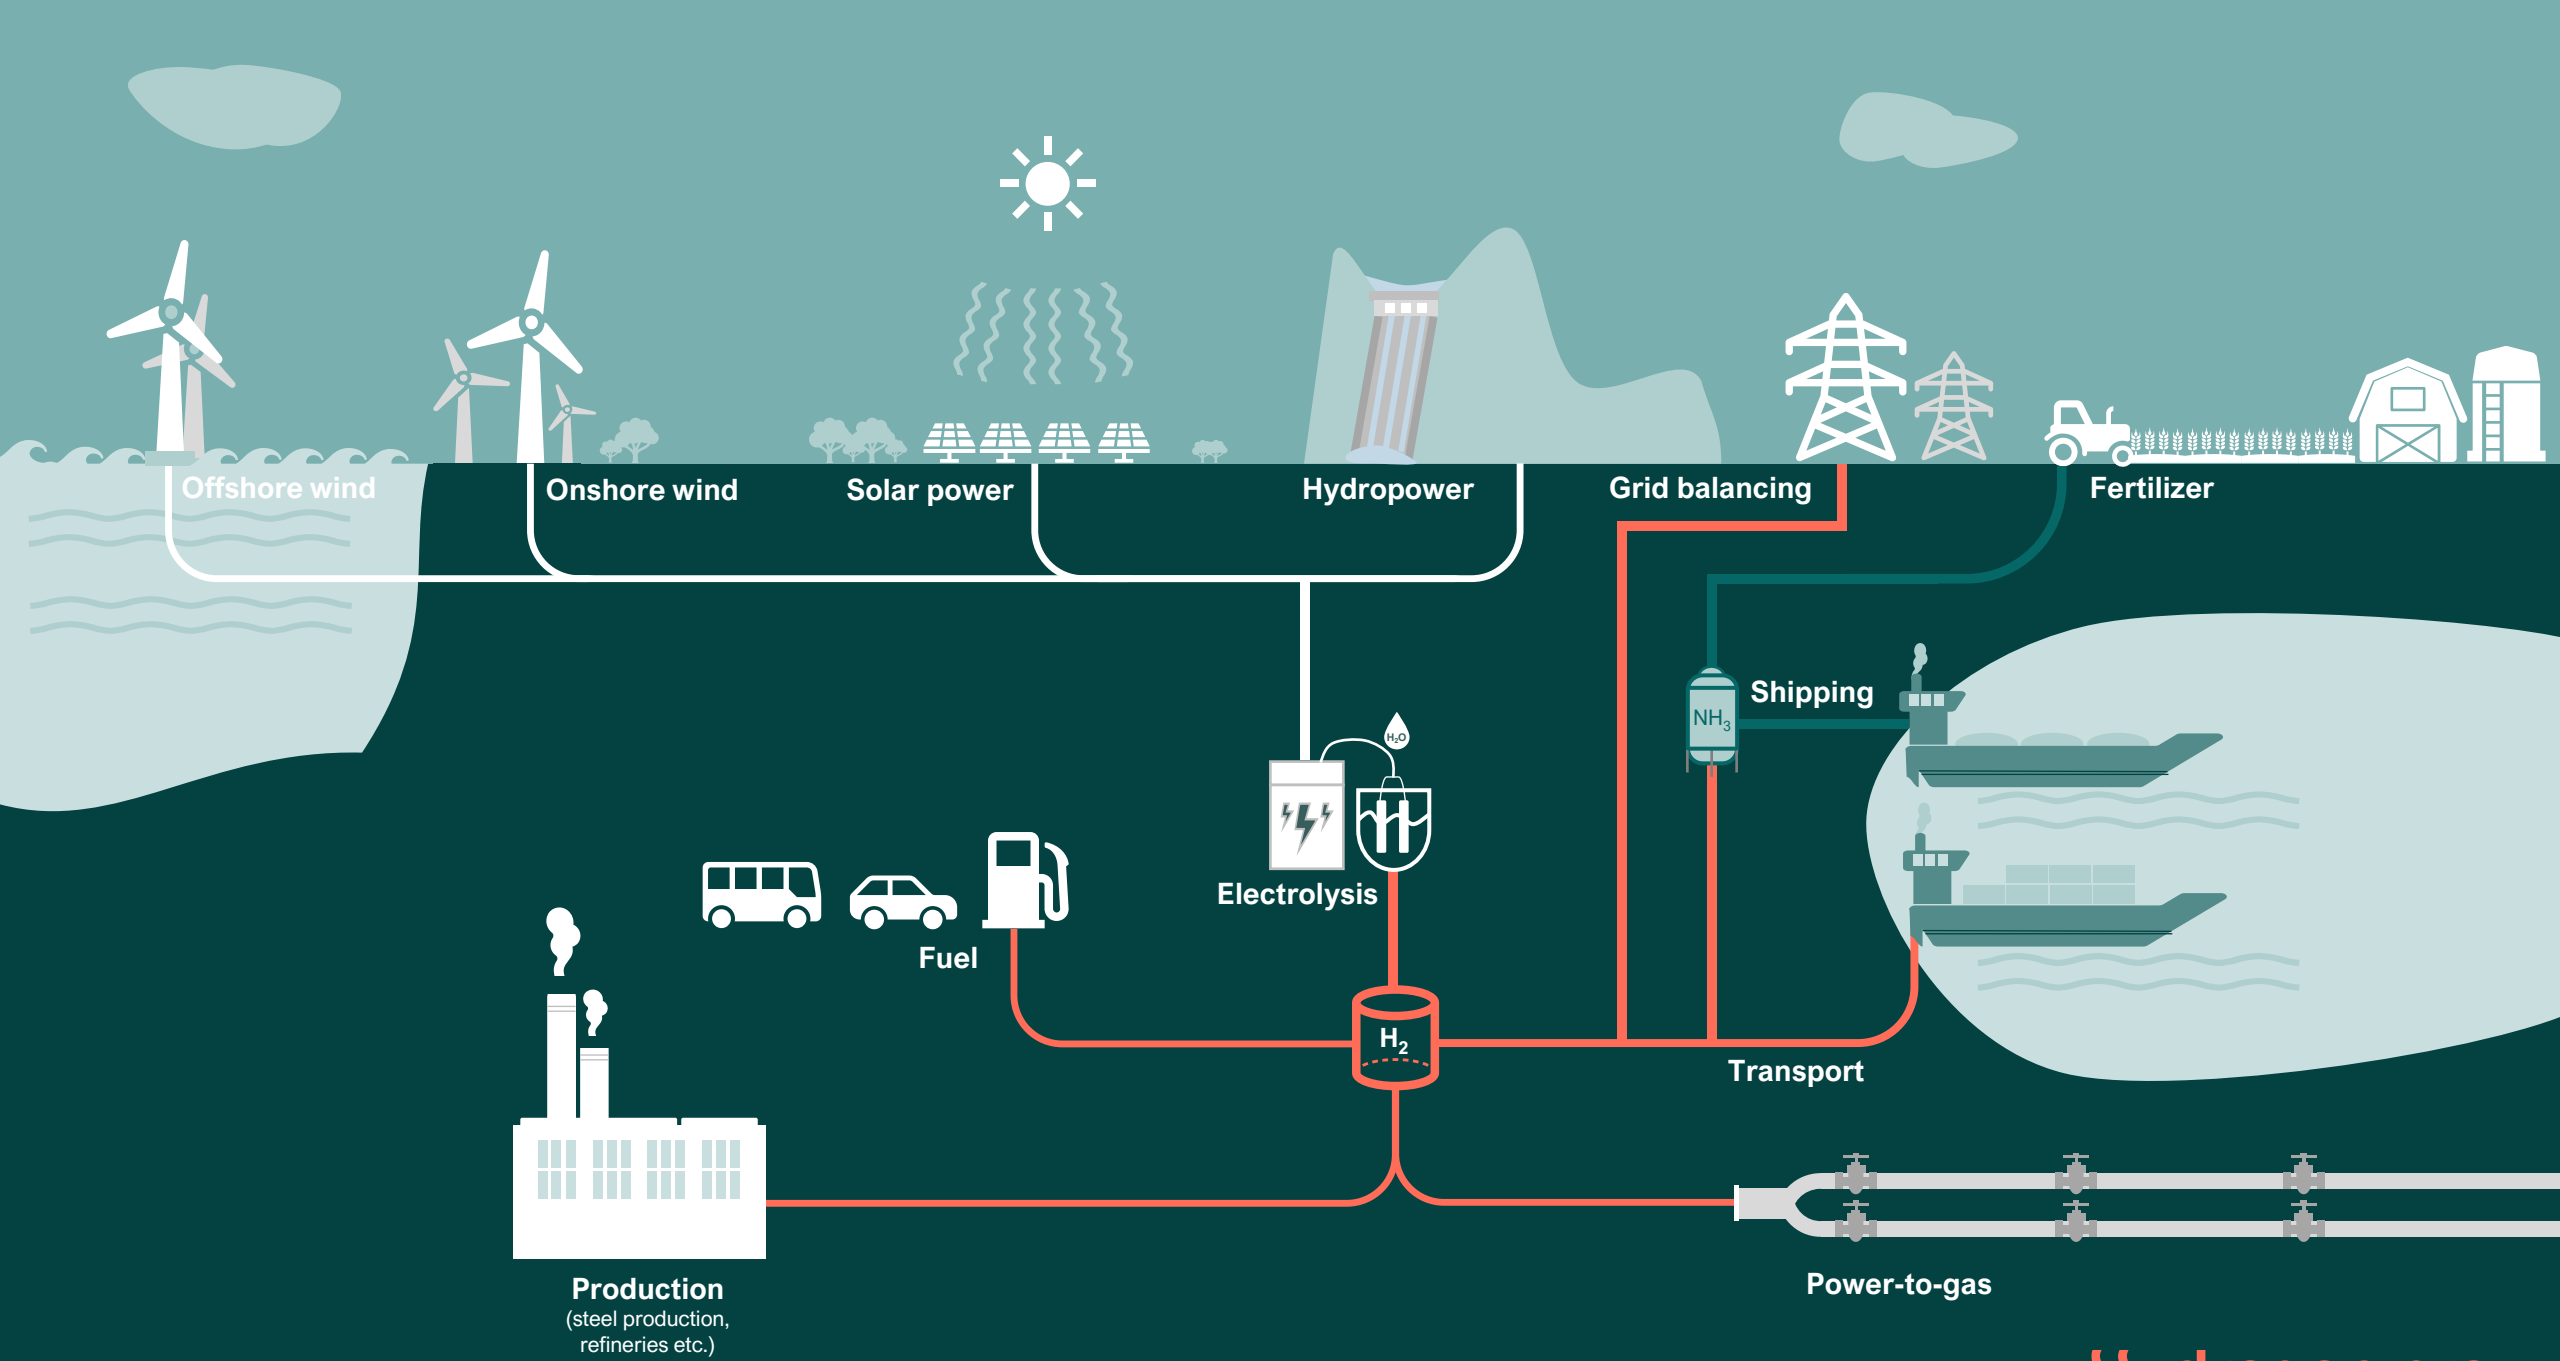 Offshore wind
Onshore wind
Solar power
Hydropower
Grid balancing
Fertilizer
Shipping
NH₃
H₂O
Electrolysis
Fuel
H₂
Transport
Production
(steel production,
refineries etc.)
Power-to-gas